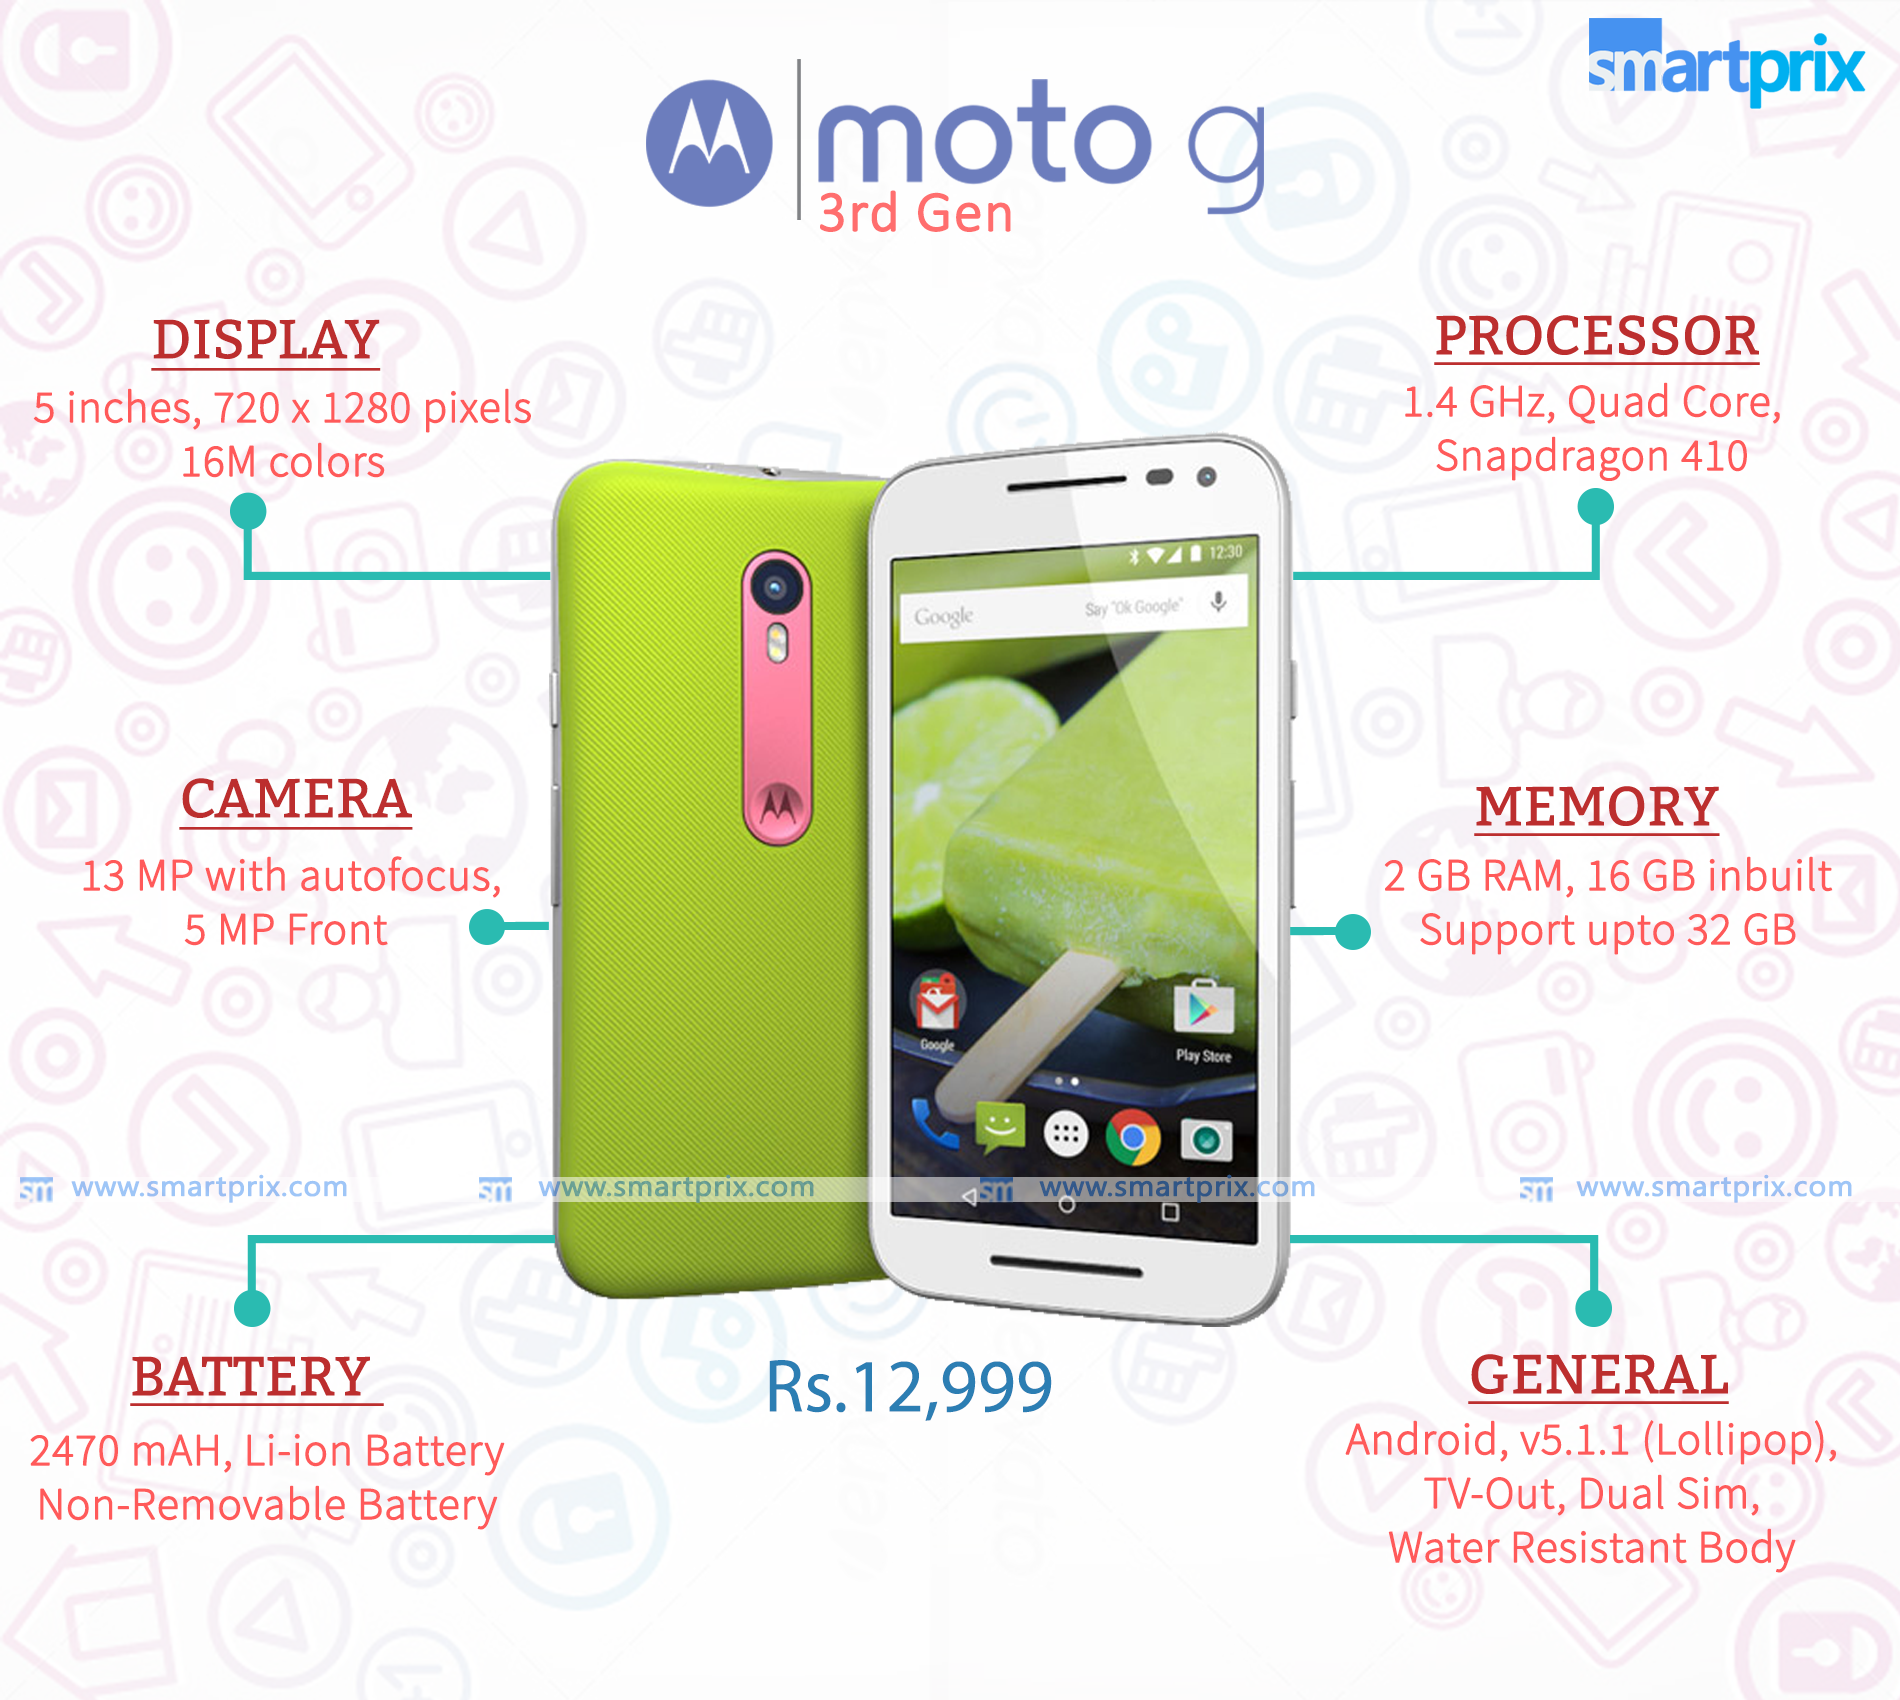 smartprix
moto g
3rd Gen
DISPLAY
5 inches, 720 x 1280 pixels
16M colors
PROCESSOR
1.4 GHz, Quad Core,
Snapdragon 410
12:30
Google
Say "Ok Google"
CAMERA
13 MP with autofocus,
5 MP Front
MEMORY
2 GB RAM, 16 GB inbuilt
Support upto 32 GB
Google
Play Store
sm www.smartprix.com
sm www.smartprix.com
sm www.smartprix.com
sm www.smartprix.com
BATTERY
2470 mAH, Li-ion Battery
Non-Removable Battery
Rs.12,999
GENERAL
Android, v5.1.1 (Lollipop),
TV-Out, Dual Sim,
Water Resistant Body